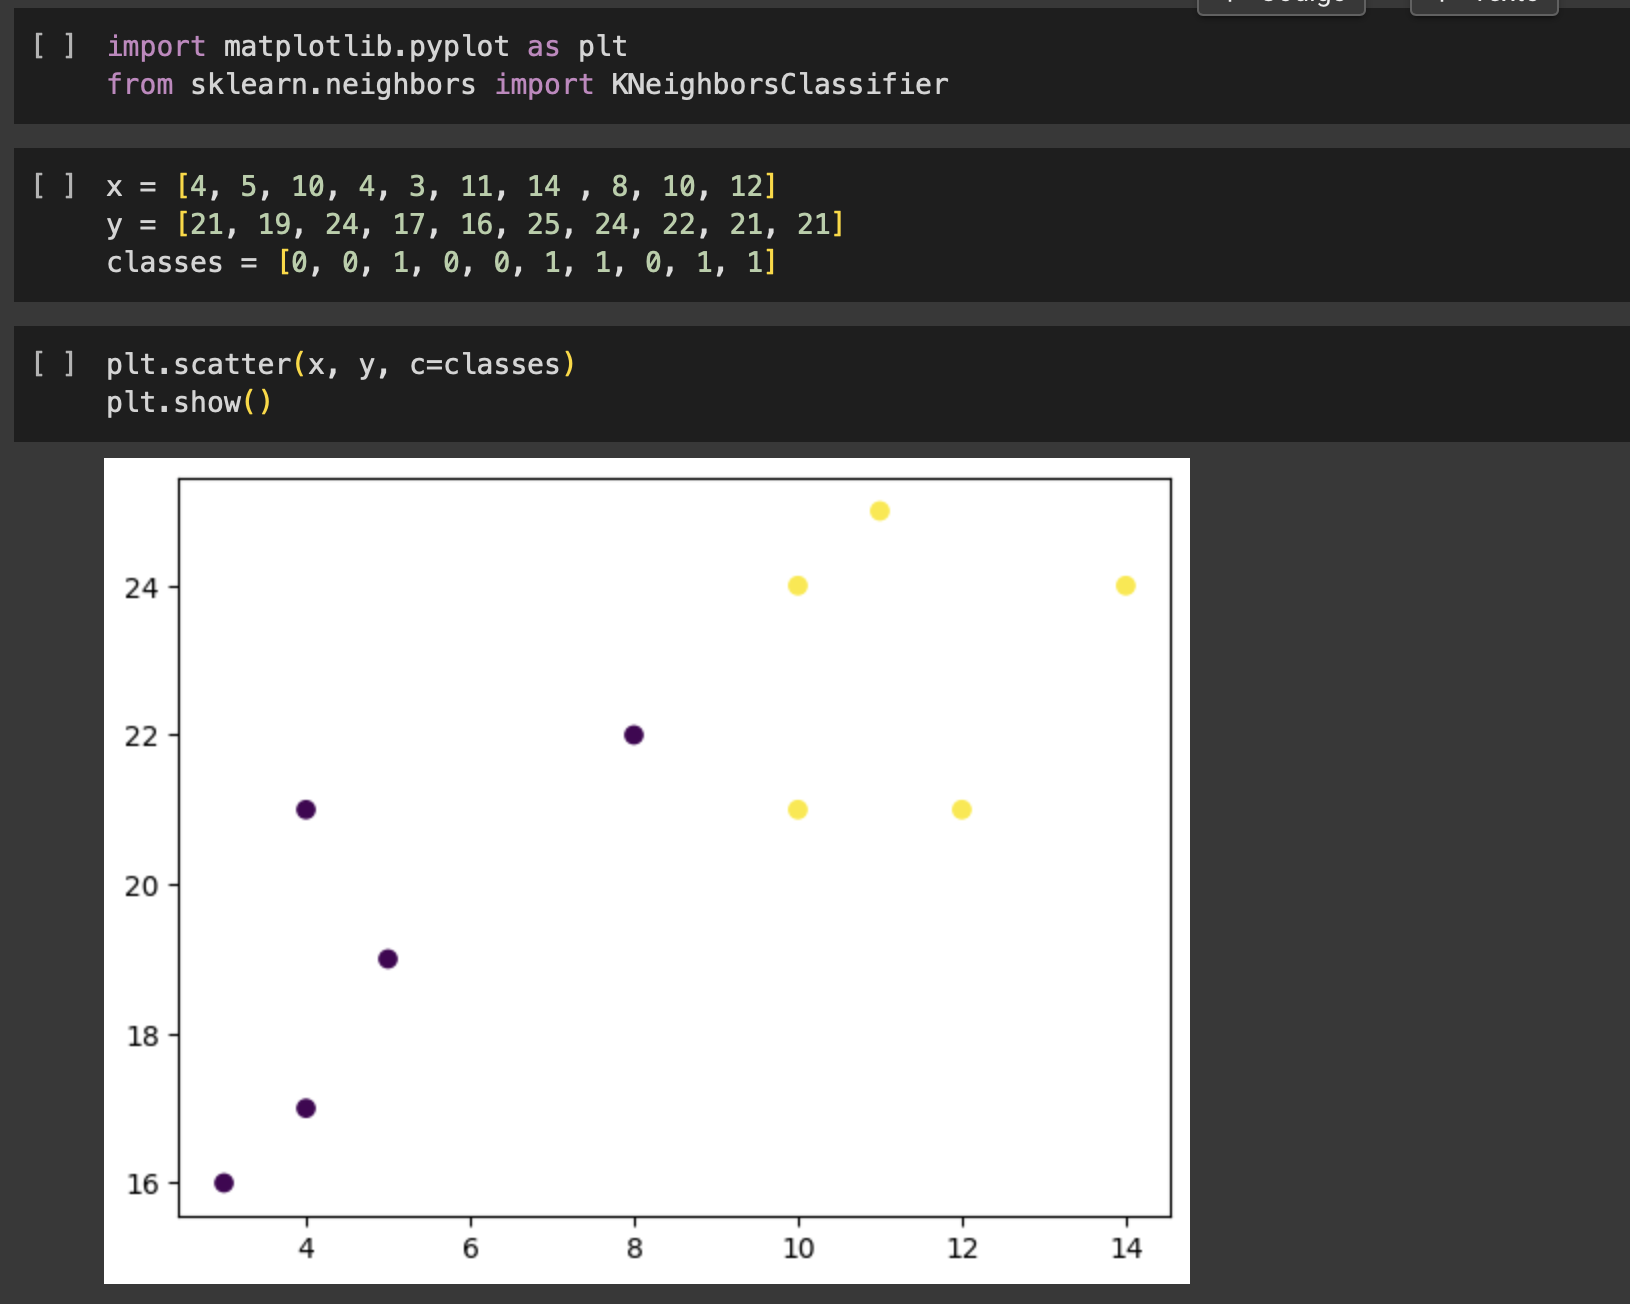 [ ] import matplotlib.pyplot as plt
from sklearn.neighbors import KNeighborsClassifier
[ ] x = [4, 5, 10, 4, 3, 11, 14 , 8, 10, 12]
y = [21, 19, 24, 17, 16, 25, 24, 22, 21, 21]
classes = [0, 0, 1, 0, 0, 1, 1, 0, 1, 1]
[ ] plt.scatter(x, y, c=classes)
plt.show()
24
22
20
18
16
4 6 8 10 12 14